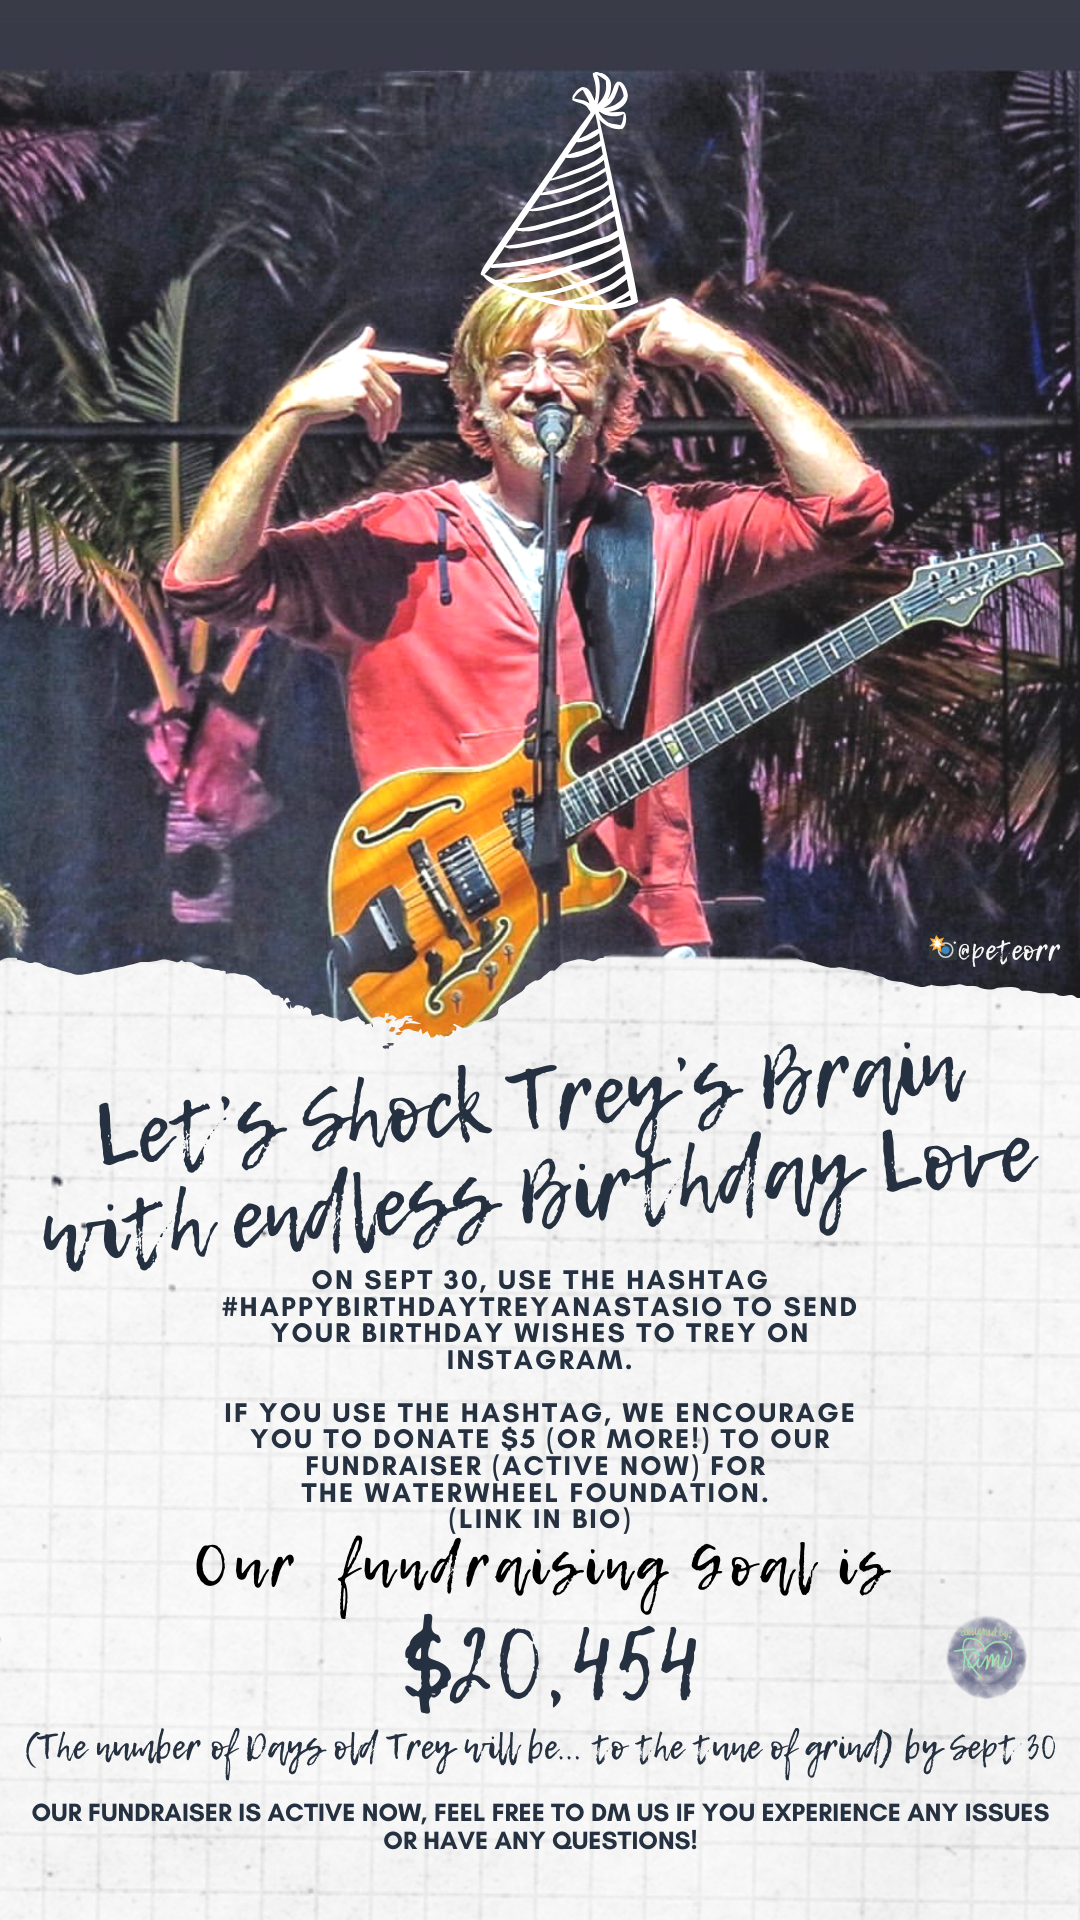 @peteorr
Let's Shock Trey's Brain
with endless Birthday Love
ON SEPT 30, USE THE HASHTAG
#HAPPYBIRTHDAYTREYANASTASIO TO SEND
YOUR BIRTHDAY WISHES TO TREY ON
INSTAGRAM.
IF YOU USE THE HASHTAG, WE ENCOURAGE
YOU TO DONATE $5 (OR MORE!) TO OUR
FUNDRAISER (ACTIVE NOW) FOR
THE WATERWHEEL FOUNDATION.
(LINK IN BIO)
Our fundraising Goal is
$20,454
designed by:
Tami
(The number of Days old Trey will be... to the tune of grind) by Sept 30
OUR FUNDRAISER IS ACTIVE NOW, FEEL FREE TO DM US IF YOU EXPERIENCE ANY ISSUES
OR HAVE ANY QUESTIONS!